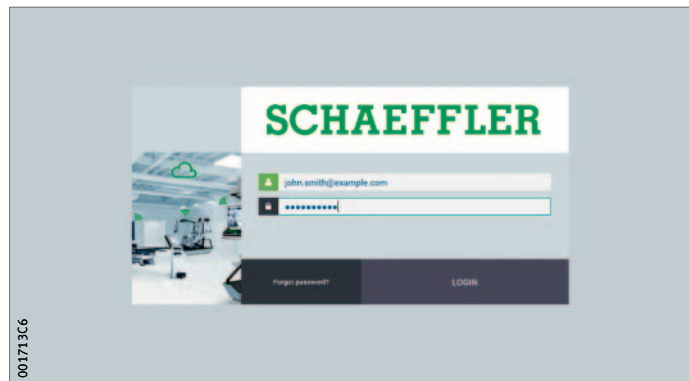 SCHAEFFLER
john.smith@example.com
••••••••••
Forgot password?
LOGIN
001713C6